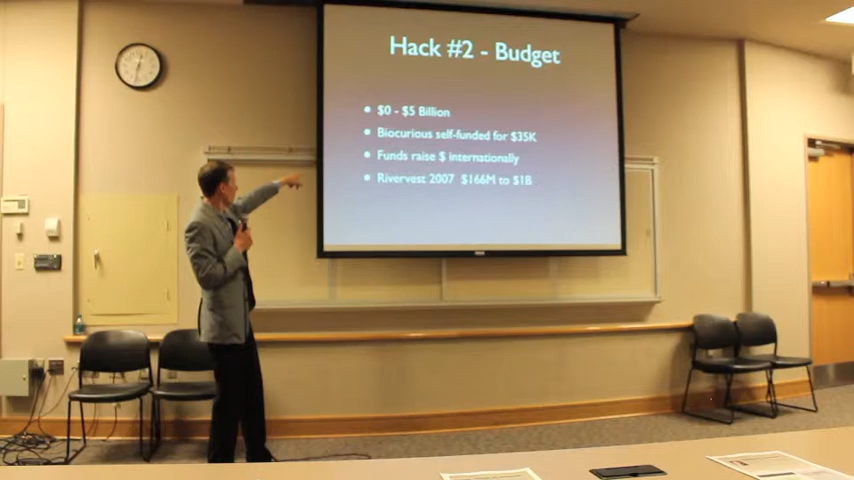 Hack #2 - Budget
$0 - $5 Billion
Biocurious self-funded for $35K
Funds raise $ internationally
Rivervest 2007 $166M to $1B